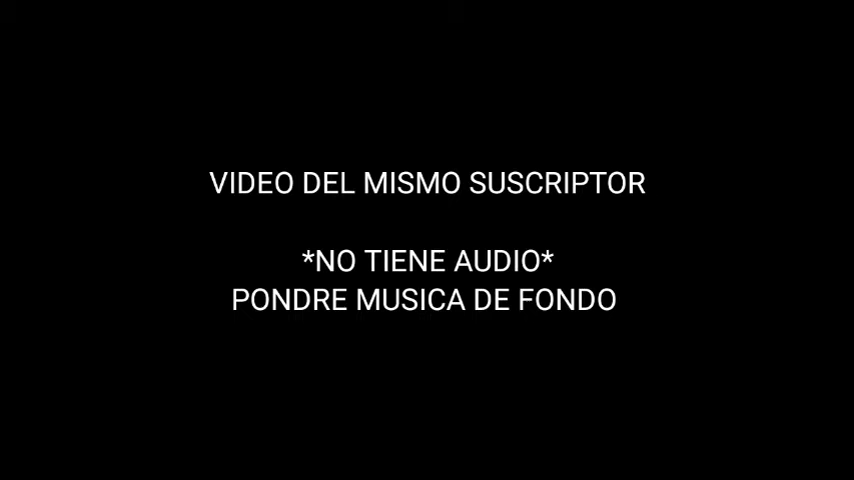 VIDEO DEL MISMO SUSCRIPTOR
*NO TIENE AUDIO*
PONDRE MUSICA DE FONDO